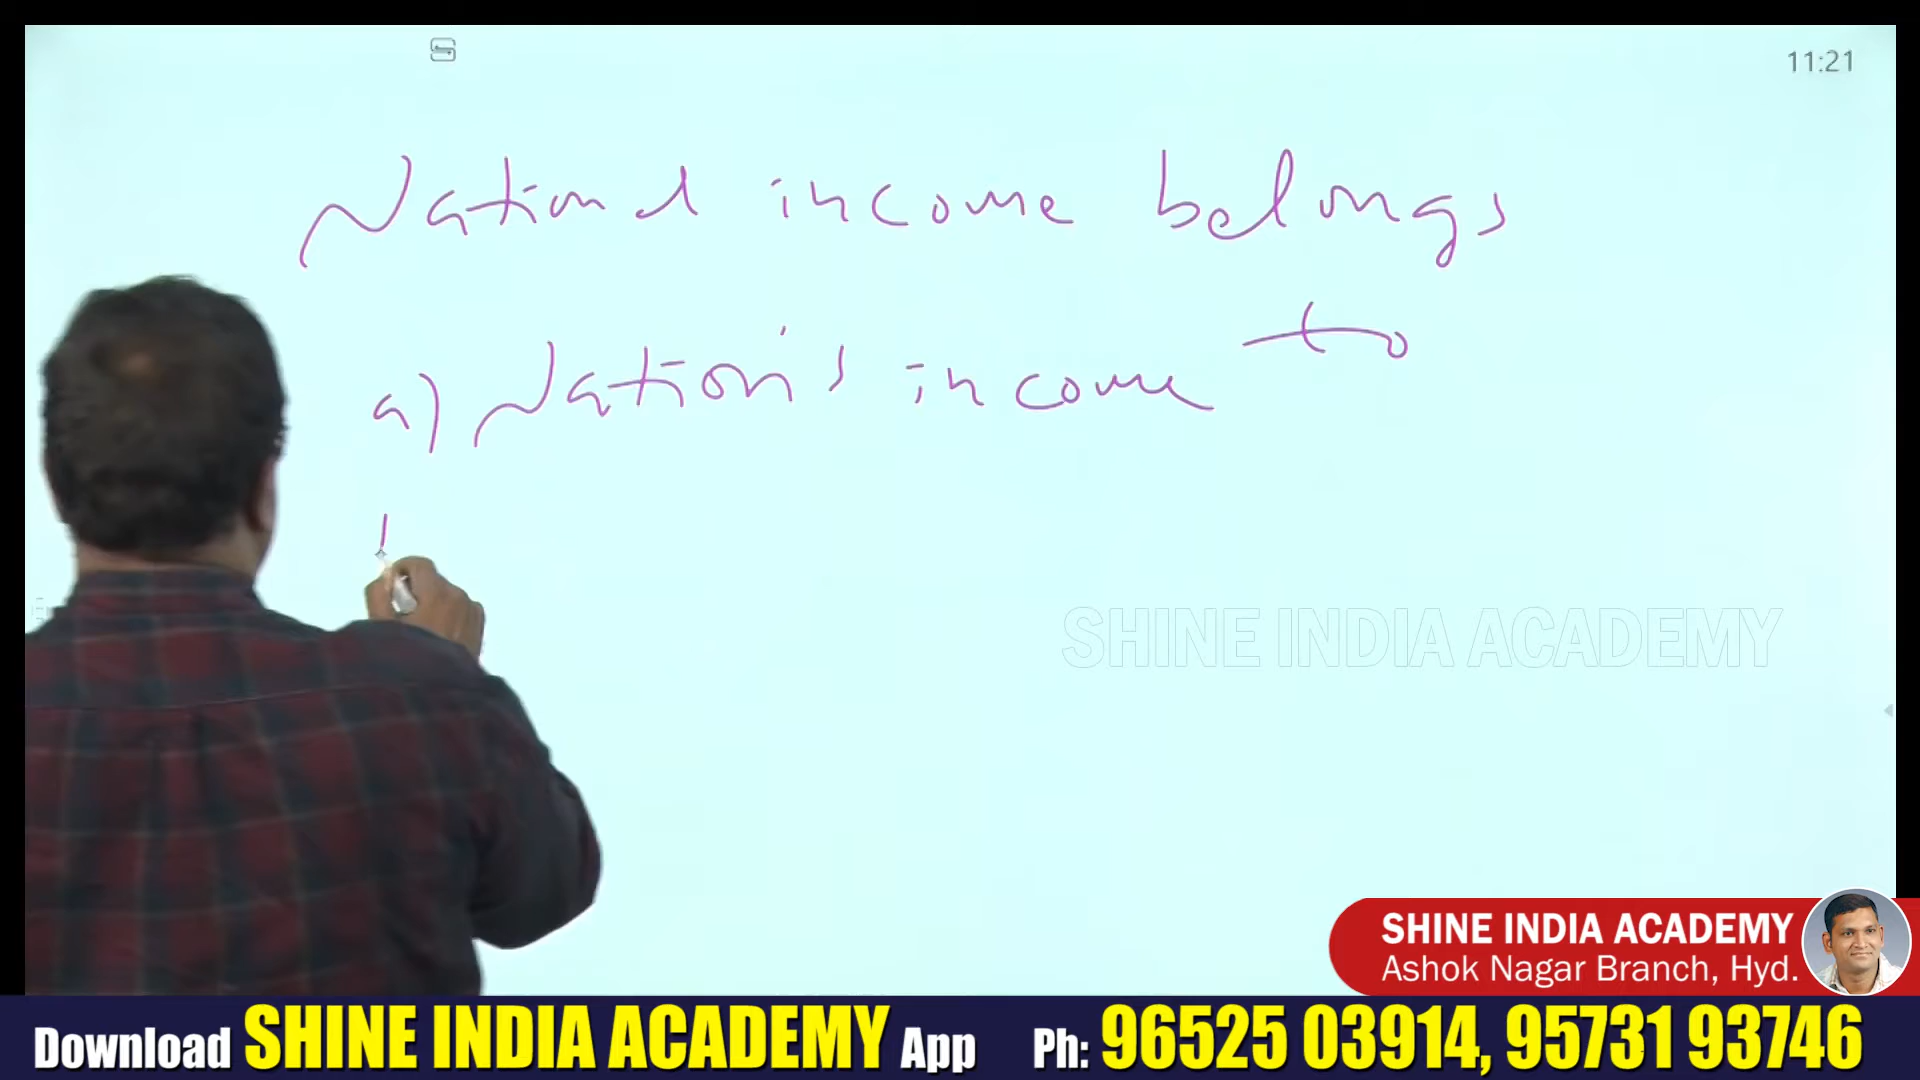 11:21
National income belongs
to
a) Nation's income
SHINE INDIA ACADEMY
SHINE INDIA ACADEMY
Ashok Nagar Branch, Hyd.
Download SHINE INDIA ACADEMY App Ph: 96525 03914, 95731 93746